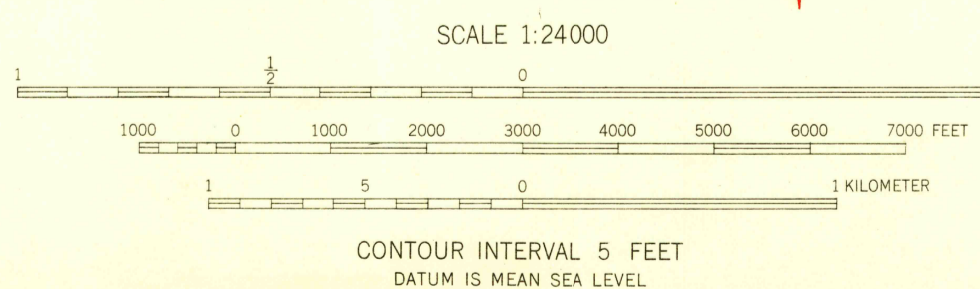 SCALE 1:24000
1 1/2 0
1000 0 1000 2000 3000 4000 5000 6000 7000 FEET
1 5 0 1 KILOMETER
CONTOUR INTERVAL 5 FEET
DATUM IS MEAN SEA LEVEL